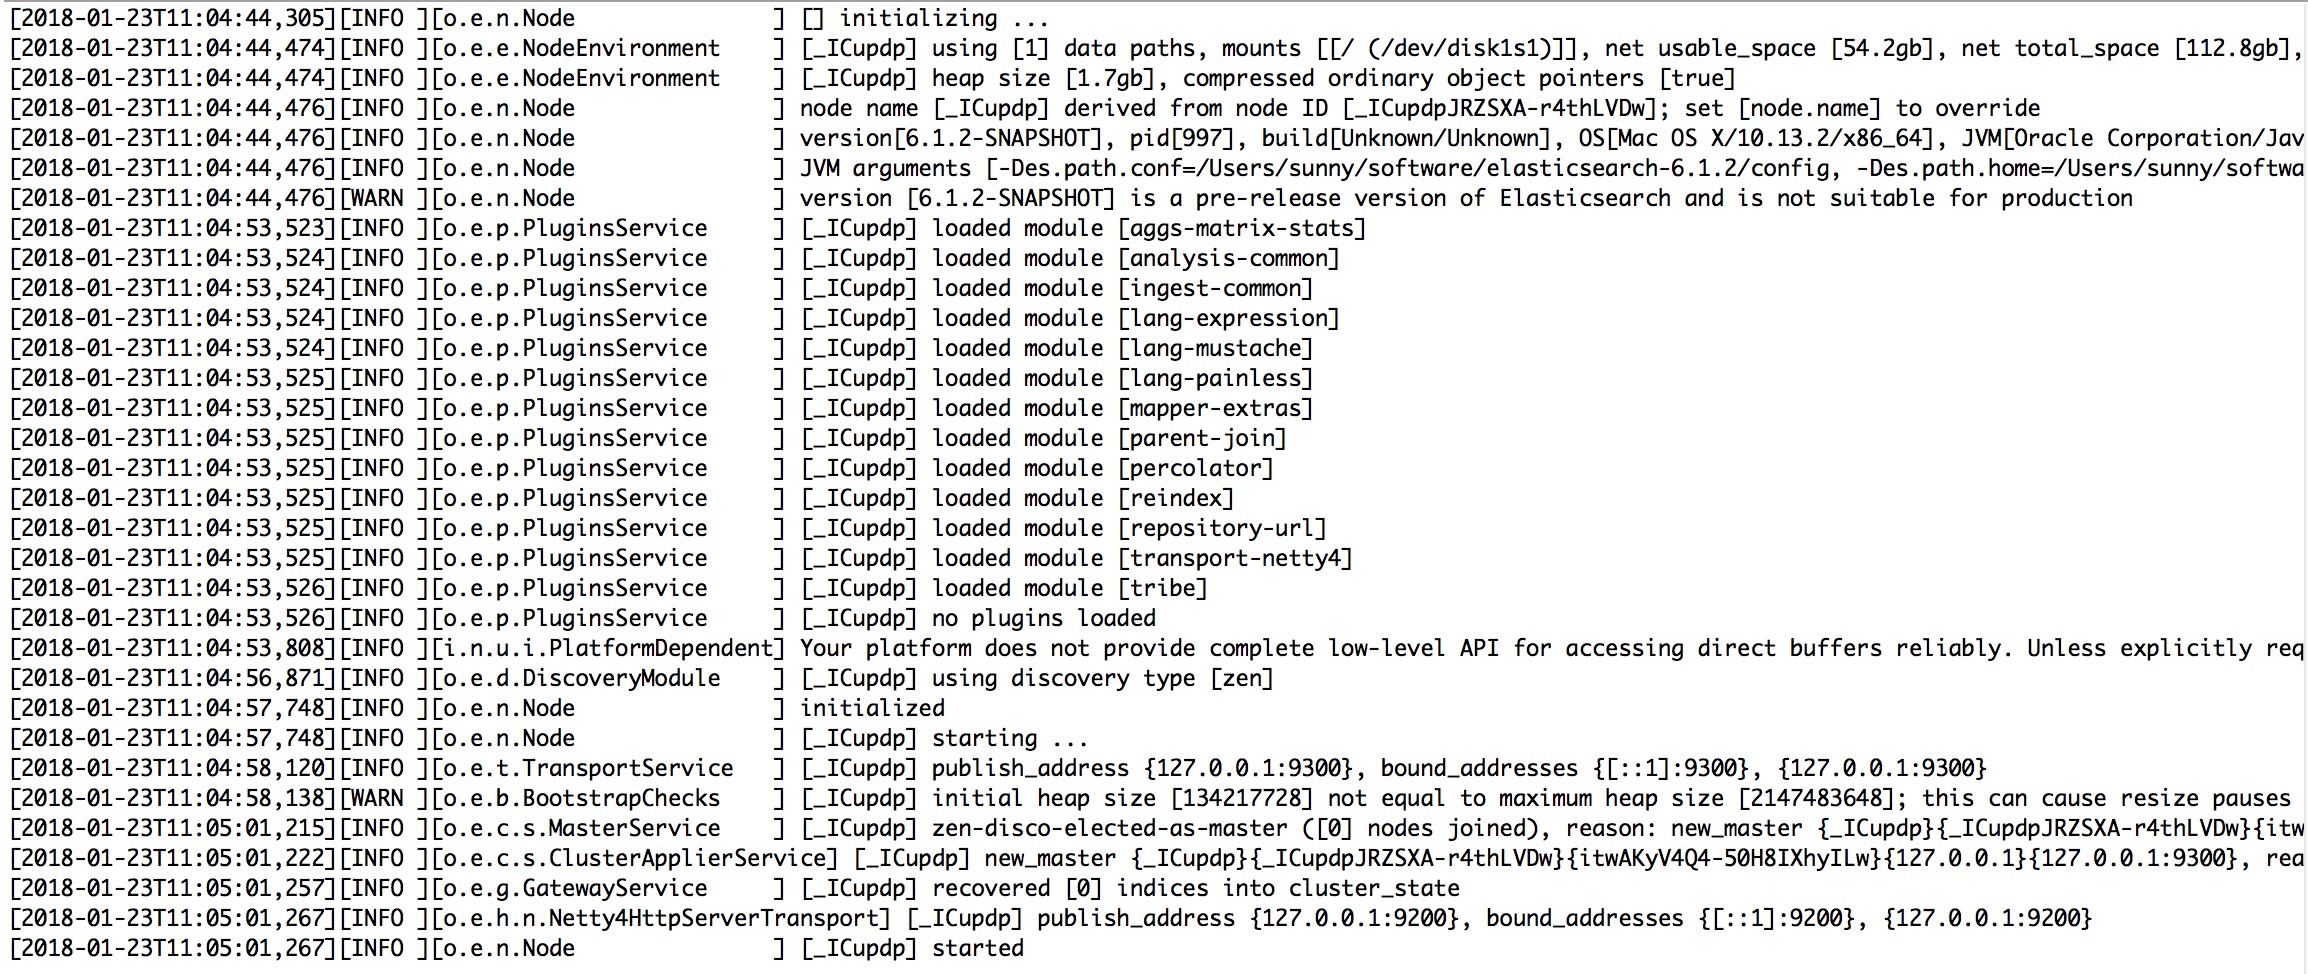 [2018-01-23T11:04:44,305][INFO ][o.e.n.Node               ] [] initializing ...
[2018-01-23T11:04:44,474][INFO ][o.e.e.NodeEnvironment    ] [_ICupdp] using [1] data paths, mounts [[/ (/dev/disk1s1)]], net usable_space [54.2gb], net total_space [112.8gb],
[2018-01-23T11:04:44,474][INFO ][o.e.e.NodeEnvironment    ] [_ICupdp] heap size [1.7gb], compressed ordinary object pointers [true]
[2018-01-23T11:04:44,476][INFO ][o.e.n.Node               ] node name [_ICupdp] derived from node ID [_ICupdpJRZSXA-r4thLVDw]; set [node.name] to override
[2018-01-23T11:04:44,476][INFO ][o.e.n.Node               ] version[6.1.2-SNAPSHOT], pid[997], build[Unknown/Unknown], OS[Mac OS X/10.13.2/x86_64], JVM[Oracle Corporation/Jav
[2018-01-23T11:04:44,476][INFO ][o.e.n.Node               ] JVM arguments [-Des.path.conf=/Users/sunny/software/elasticsearch-6.1.2/config, -Des.path.home=/Users/sunny/softwa
[2018-01-23T11:04:44,476][WARN ][o.e.n.Node               ] version [6.1.2-SNAPSHOT] is a pre-release version of Elasticsearch and is not suitable for production
[2018-01-23T11:04:53,523][INFO ][o.e.p.PluginsService     ] [_ICupdp] loaded module [aggs-matrix-stats]
[2018-01-23T11:04:53,524][INFO ][o.e.p.PluginsService     ] [_ICupdp] loaded module [analysis-common]
[2018-01-23T11:04:53,524][INFO ][o.e.p.PluginsService     ] [_ICupdp] loaded module [ingest-common]
[2018-01-23T11:04:53,524][INFO ][o.e.p.PluginsService     ] [_ICupdp] loaded module [lang-expression]
[2018-01-23T11:04:53,524][INFO ][o.e.p.PluginsService     ] [_ICupdp] loaded module [lang-mustache]
[2018-01-23T11:04:53,525][INFO ][o.e.p.PluginsService     ] [_ICupdp] loaded module [lang-painless]
[2018-01-23T11:04:53,525][INFO ][o.e.p.PluginsService     ] [_ICupdp] loaded module [mapper-extras]
[2018-01-23T11:04:53,525][INFO ][o.e.p.PluginsService     ] [_ICupdp] loaded module [parent-join]
[2018-01-23T11:04:53,525][INFO ][o.e.p.PluginsService     ] [_ICupdp] loaded module [percolator]
[2018-01-23T11:04:53,525][INFO ][o.e.p.PluginsService     ] [_ICupdp] loaded module [reindex]
[2018-01-23T11:04:53,525][INFO ][o.e.p.PluginsService     ] [_ICupdp] loaded module [repository-url]
[2018-01-23T11:04:53,525][INFO ][o.e.p.PluginsService     ] [_ICupdp] loaded module [transport-netty4]
[2018-01-23T11:04:53,526][INFO ][o.e.p.PluginsService     ] [_ICupdp] loaded module [tribe]
[2018-01-23T11:04:53,526][INFO ][o.e.p.PluginsService     ] [_ICupdp] no plugins loaded
[2018-01-23T11:04:53,808][INFO ][i.n.u.i.PlatformDependent] Your platform does not provide complete low-level API for accessing direct buffers reliably. Unless explicitly req
[2018-01-23T11:04:56,871][INFO ][o.e.d.DiscoveryModule    ] [_ICupdp] using discovery type [zen]
[2018-01-23T11:04:57,748][INFO ][o.e.n.Node               ] initialized
[2018-01-23T11:04:57,748][INFO ][o.e.n.Node               ] [_ICupdp] starting ...
[2018-01-23T11:04:58,120][INFO ][o.e.t.TransportService   ] [_ICupdp] publish_address {127.0.0.1:9300}, bound_addresses {[::1]:9300}, {127.0.0.1:9300}
[2018-01-23T11:04:58,138][WARN ][o.e.b.BootstrapChecks    ] [_ICupdp] initial heap size [134217728] not equal to maximum heap size [2147483648]; this can cause resize pauses
[2018-01-23T11:05:01,215][INFO ][o.e.c.s.MasterService    ] [_ICupdp] zen-disco-elected-as-master ([0] nodes joined), reason: new_master {_ICupdp}{_ICupdpJRZSXA-r4thLVDw}{itw
[2018-01-23T11:05:01,222][INFO ][o.e.c.s.ClusterApplierService] [_ICupdp] new_master {_ICupdp}{_ICupdpJRZSXA-r4thLVDw}{itwAKyV4Q4-50H8IXhyILw}{127.0.0.1}{127.0.0.1:9300}, rea
[2018-01-23T11:05:01,257][INFO ][o.e.g.GatewayService     ] [_ICupdp] recovered [0] indices into cluster_state
[2018-01-23T11:05:01,267][INFO ][o.e.h.n.Netty4HttpServerTransport] [_ICupdp] publish_address {127.0.0.1:9200}, bound_addresses {[::1]:9200}, {127.0.0.1:9200}
[2018-01-23T11:05:01,267][INFO ][o.e.n.Node               ] [_ICupdp] started